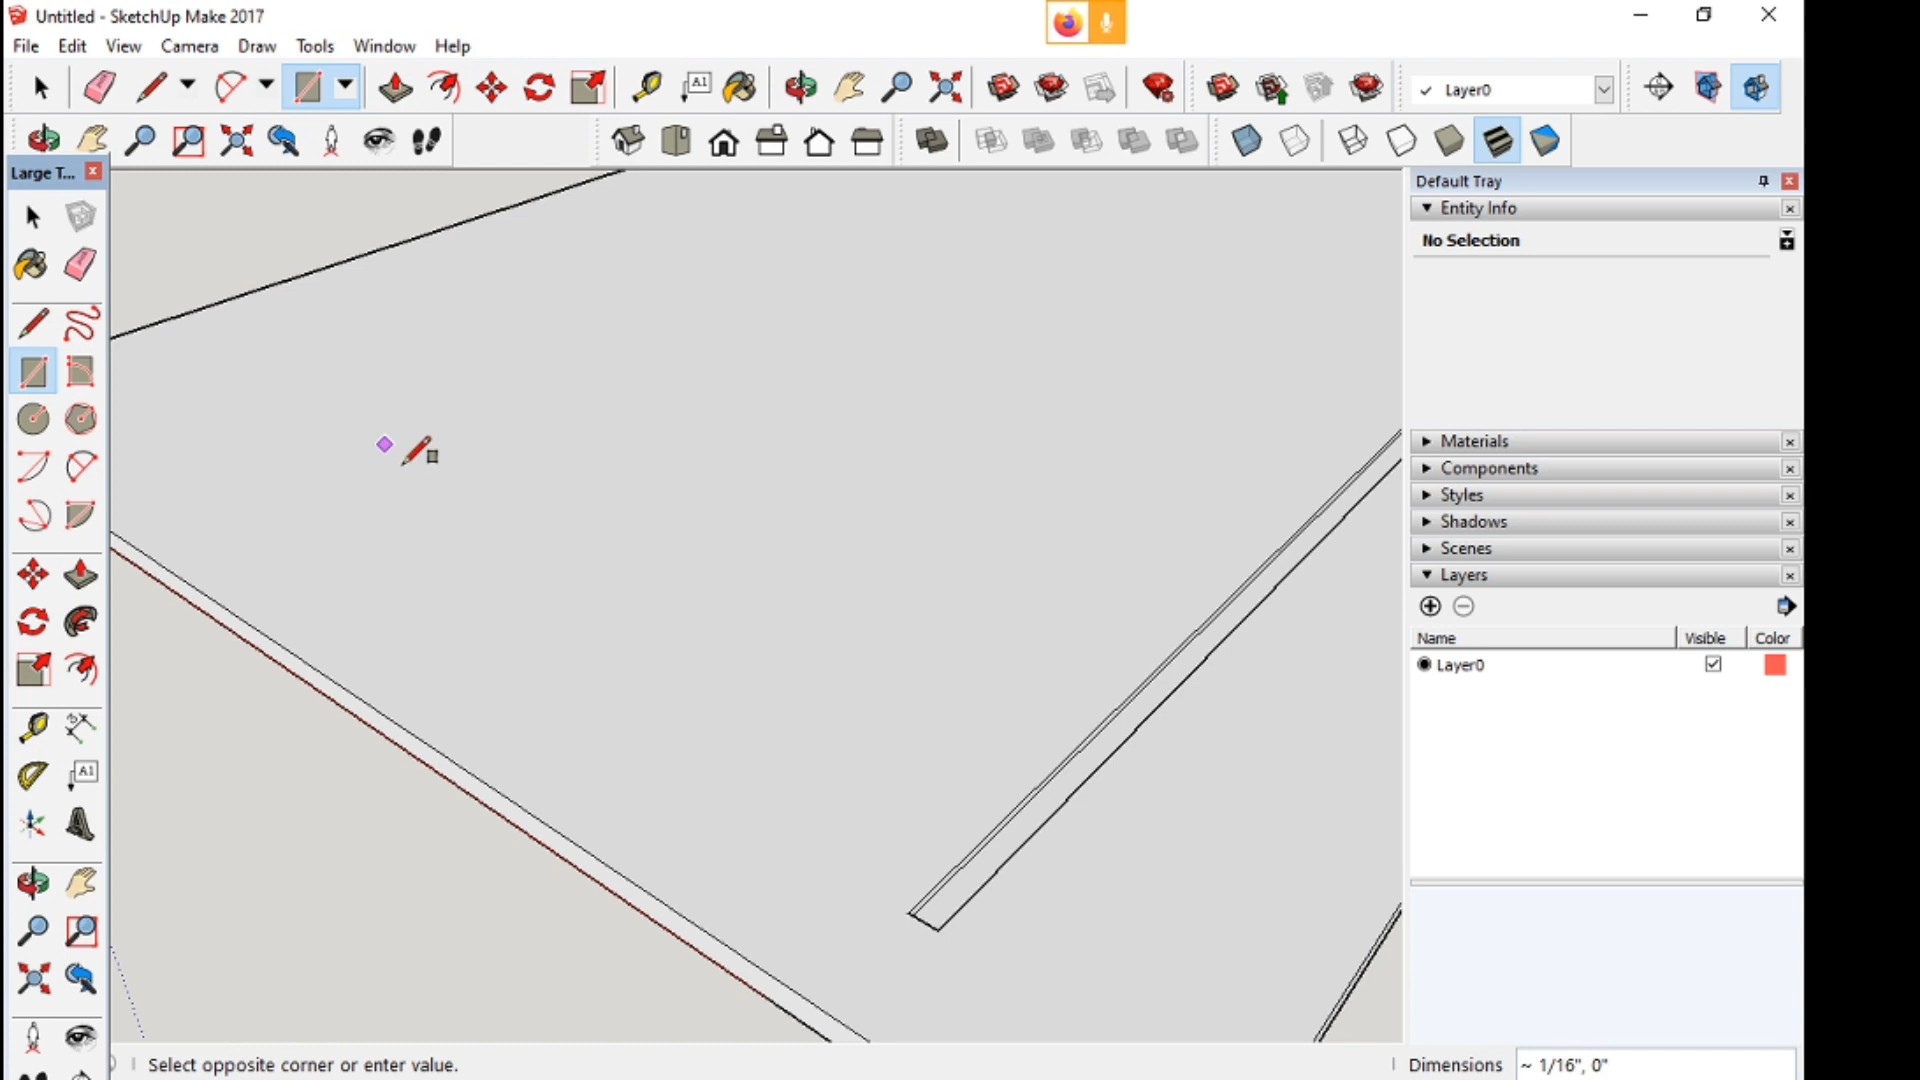 Untitled - SketchUp Make 2017
File Edit View Camera Draw Tools Window Help
A1
Layer0
Large T...
Default Tray
Entity Info
No Selection
Materials
Components
Styles
Shadows
Scenes
Layers
Name Visible Color
Layer0
A1
Select opposite corner or enter value.
Dimensions ~ 1/16", 0"